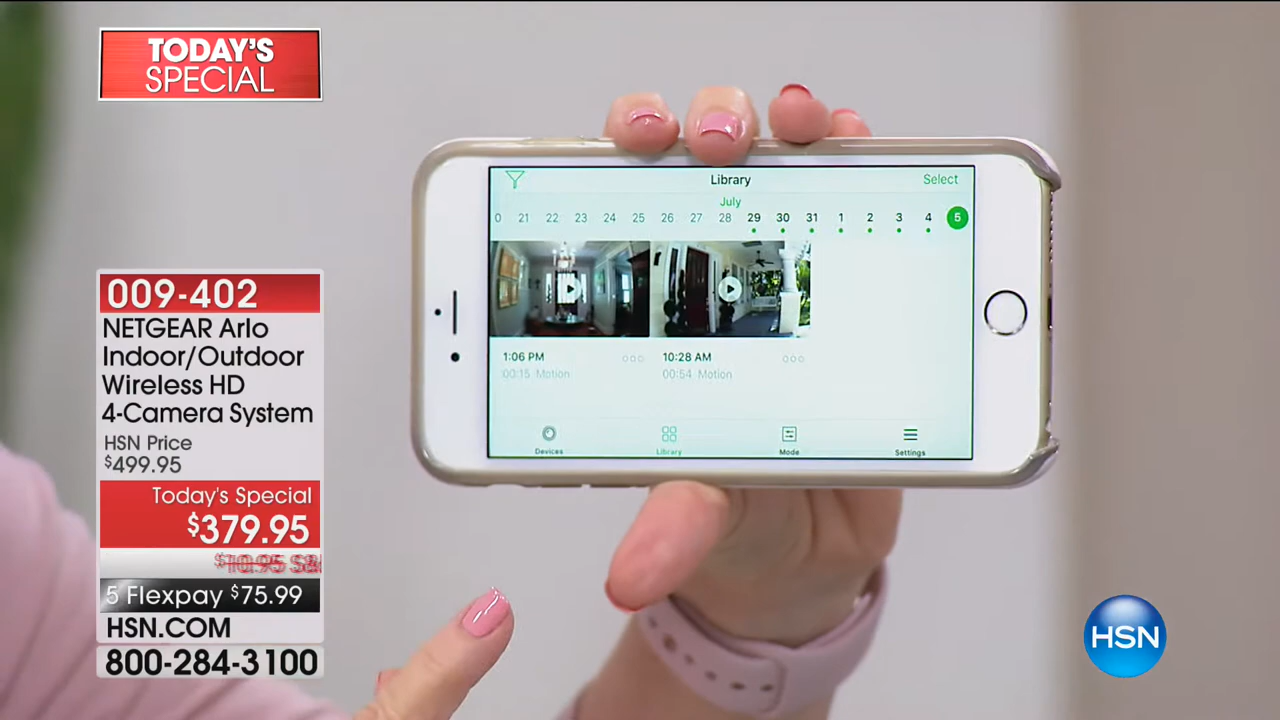 TODAY'S
SPECIAL
009-402
NETGEAR Arlo
Indoor/Outdoor
Wireless HD
4-Camera System
HSN Price
$499.95
Today's Special
$379.95
$10.95 S&
5 Flexpay $75.99
HSN.COM
800-284-3100
Library
Select
July
0 21 22 23 24 25 26 27 28 29 30 31 1 2 3 4 5
1:06 PM
00:15 Motion
10:28 AM
00:54 Motion
Devices
Library
Mode
Settings
HSN